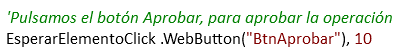 'Pulsamos el botón Aprobar, para aprobar la operación
EsperarElementoClick .WebButton("BtnAprobar"), 10